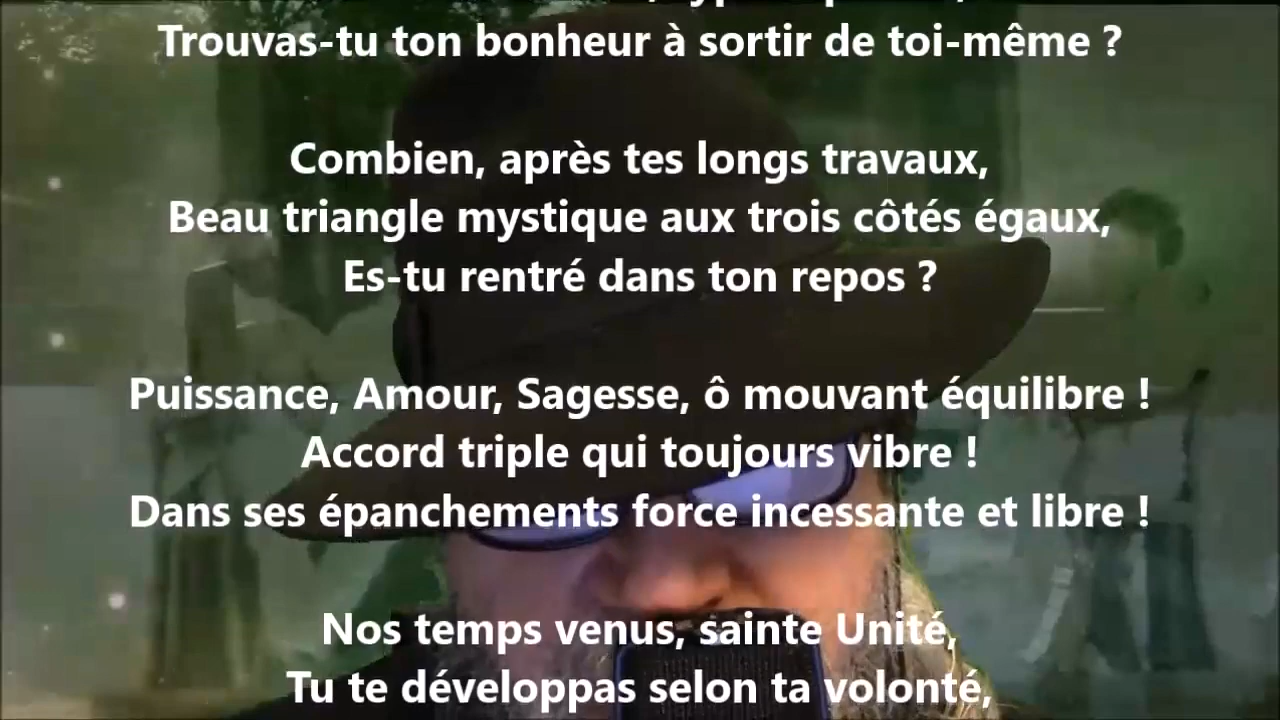 Trouvas-tu ton bonheur à sortir de toi-même ?
Combien, après tes longs travaux,
Beau triangle mystique aux trois côtés égaux,
Es-tu rentré dans ton repos ?
Puissance, Amour, Sagesse, ô mouvant équilibre !
Accord triple qui toujours vibre !
Dans ses épanchements force incessante et libre !
Nos temps venus, sainte Unité,
Tu te développas selon ta volonté,